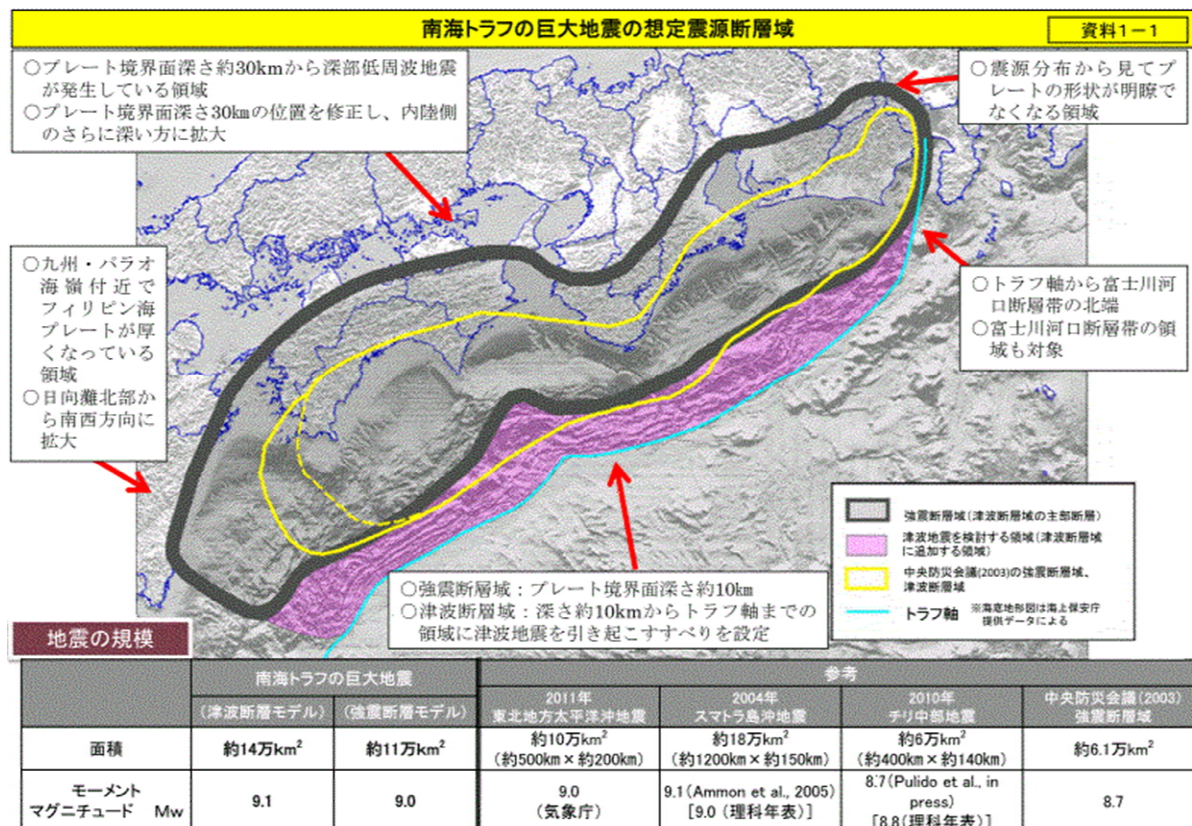 南海トラフの巨大地震の想定震源断層域
資料1-1
○プレート境界面深さ約30kmから深部低周波地震
が発生している領域
○プレート境界面深さ30kmの位置を修正し、内陸側
のさらに深い方に拡大
○震源分布から見てプ
レートの形状が明瞭で
なくなる領域
○九州・パラオ
海嶺付近で
フィリピン海
プレートが厚
くなっている
領域
○日向灘北部か
ら南西方向に
拡大
○トラフ軸から富士川河
口断層帯の北端
○富士川河口断層帯の領
域も対象
強震断層域(津波断層域の主部断層)
津波地震を検討する領域(津波断層域
に追加する領域)
中央防災会議(2003)の強震断層域、
津波断層域
トラフ軸
※海底地形図は海上保安庁
提供データによる
○強震断層域:プレート境界面深さ約10km
○津波断層域:深さ約10kmからトラフ軸までの
領域に津波地震を引き起こすすべりを設定
地震の規模
南海トラフの巨大地震
参考
(津波断層モデル)
(強震断層モデル)
2011年
東北地方太平洋沖地震
2004年
スマトラ島沖地震
2010年
チリ中部地震
中央防災会議(2003)
強震断層域
面積
約14万km²
約11万km²
約10万km²
(約500km×約200km)
約18万km²
(約1200km×約150km)
約6万km²
(約400km×約140km)
約6.1万km²
モーメント
マグニチュード Mw
9.1
9.0
9.0
(気象庁)
9.1(Ammon et al., 2005)
[9.0 (理科年表)]
8.7(Pulido et al., in
press)
[8.8(理科年表)]
8.7